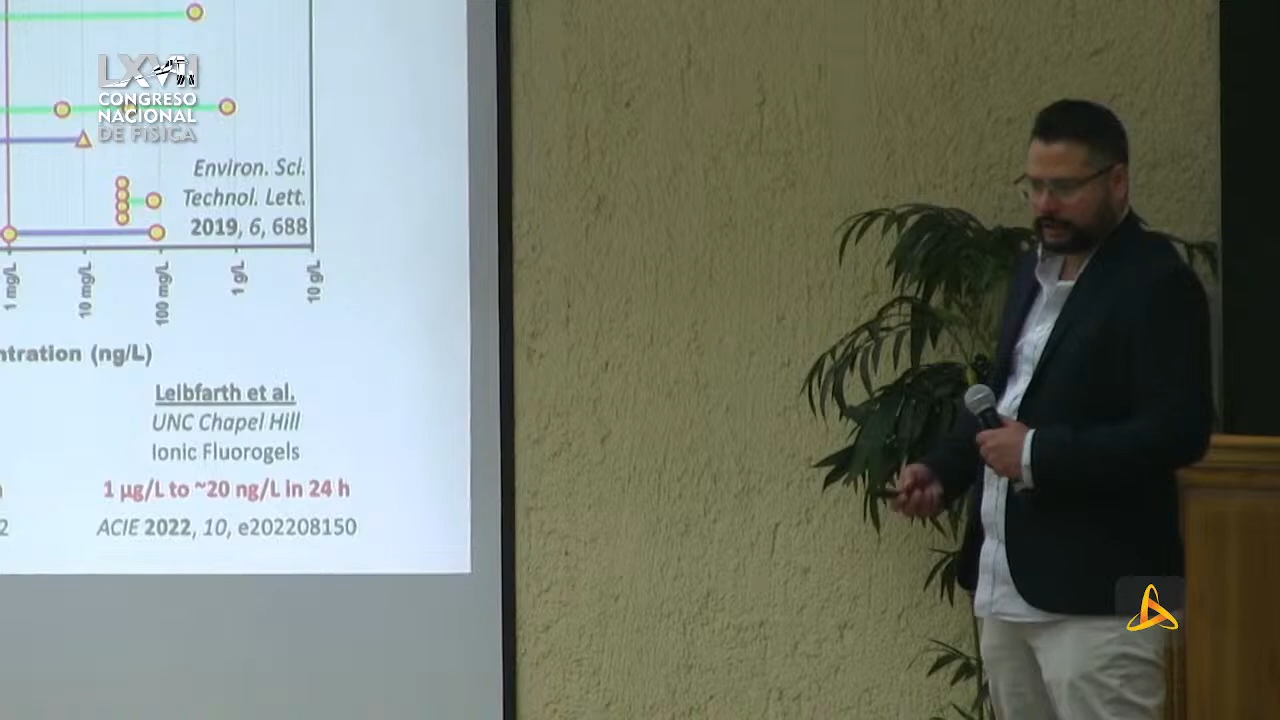 LXVII
CONGRESO
NACIONAL
DE FÍSICA
Environ. Sci.
Technol. Lett.
2019, 6, 688
1 mg/L
10 mg/L
100 mg/L
1 g/L
10 g/L
ntration (ng/L)
Leibfarth et al.
UNC Chapel Hill
Ionic Fluorogels
1 µg/L to ~20 ng/L in 24 h
2
ACIE 2022, 10, e202208150